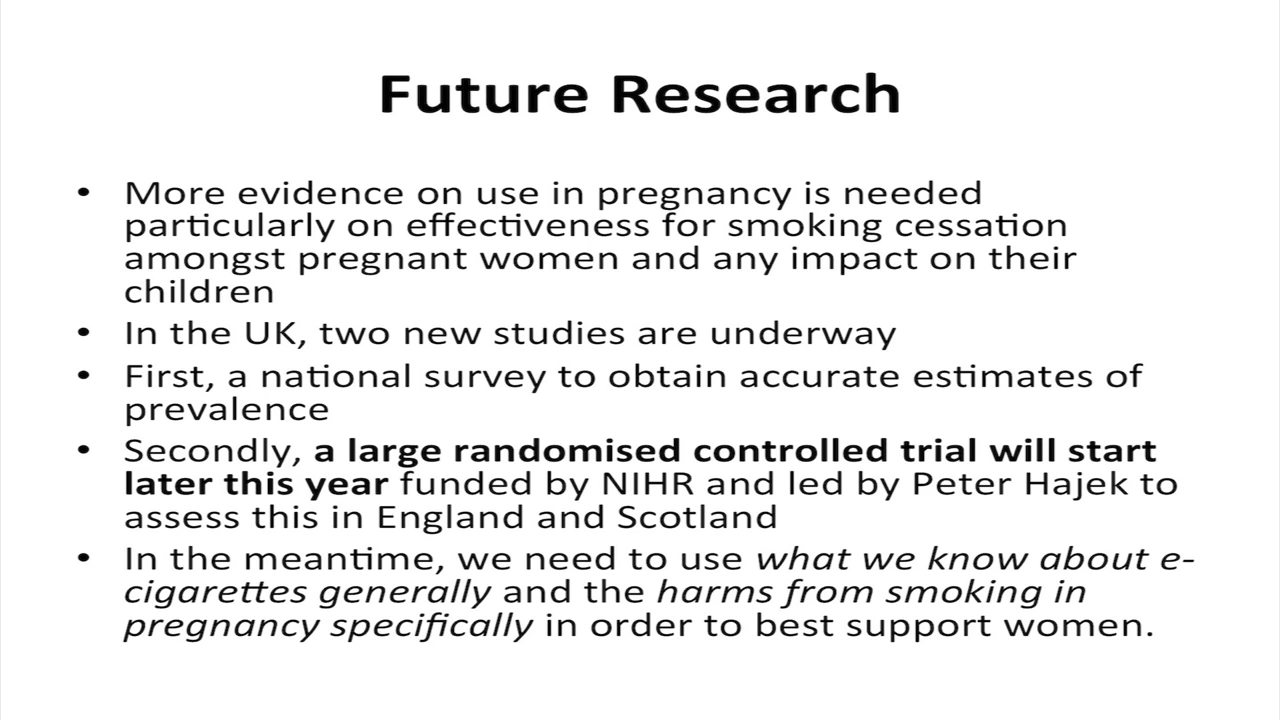 Future Research
• More evidence on use in pregnancy is needed
particularly on effectiveness for smoking cessation
amongst pregnant women and any impact on their
children
• In the UK, two new studies are underway
• First, a national survey to obtain accurate estimates of
prevalence
• Secondly, a large randomised controlled trial will start
later this year funded by NIHR and led by Peter Hajek to
assess this in England and Scotland
• In the meantime, we need to use what we know about e-
cigarettes generally and the harms from smoking in
pregnancy specifically in order to best support women.